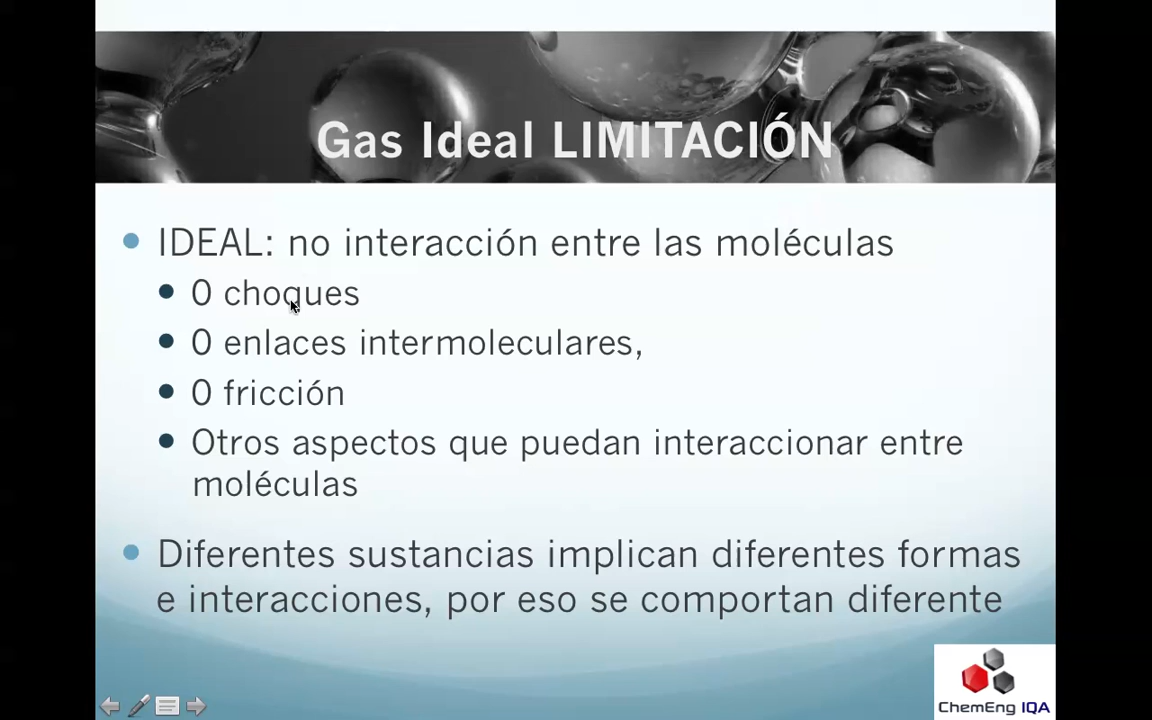 Gas Ideal LIMITACIÓN
IDEAL: no interacción entre las moléculas
0 choques
0 enlaces intermoleculares,
0 fricción
Otros aspectos que puedan interaccionar entre
moléculas
Diferentes sustancias implican diferentes formas
e interacciones, por eso se comportan diferente
ChemEng IQA